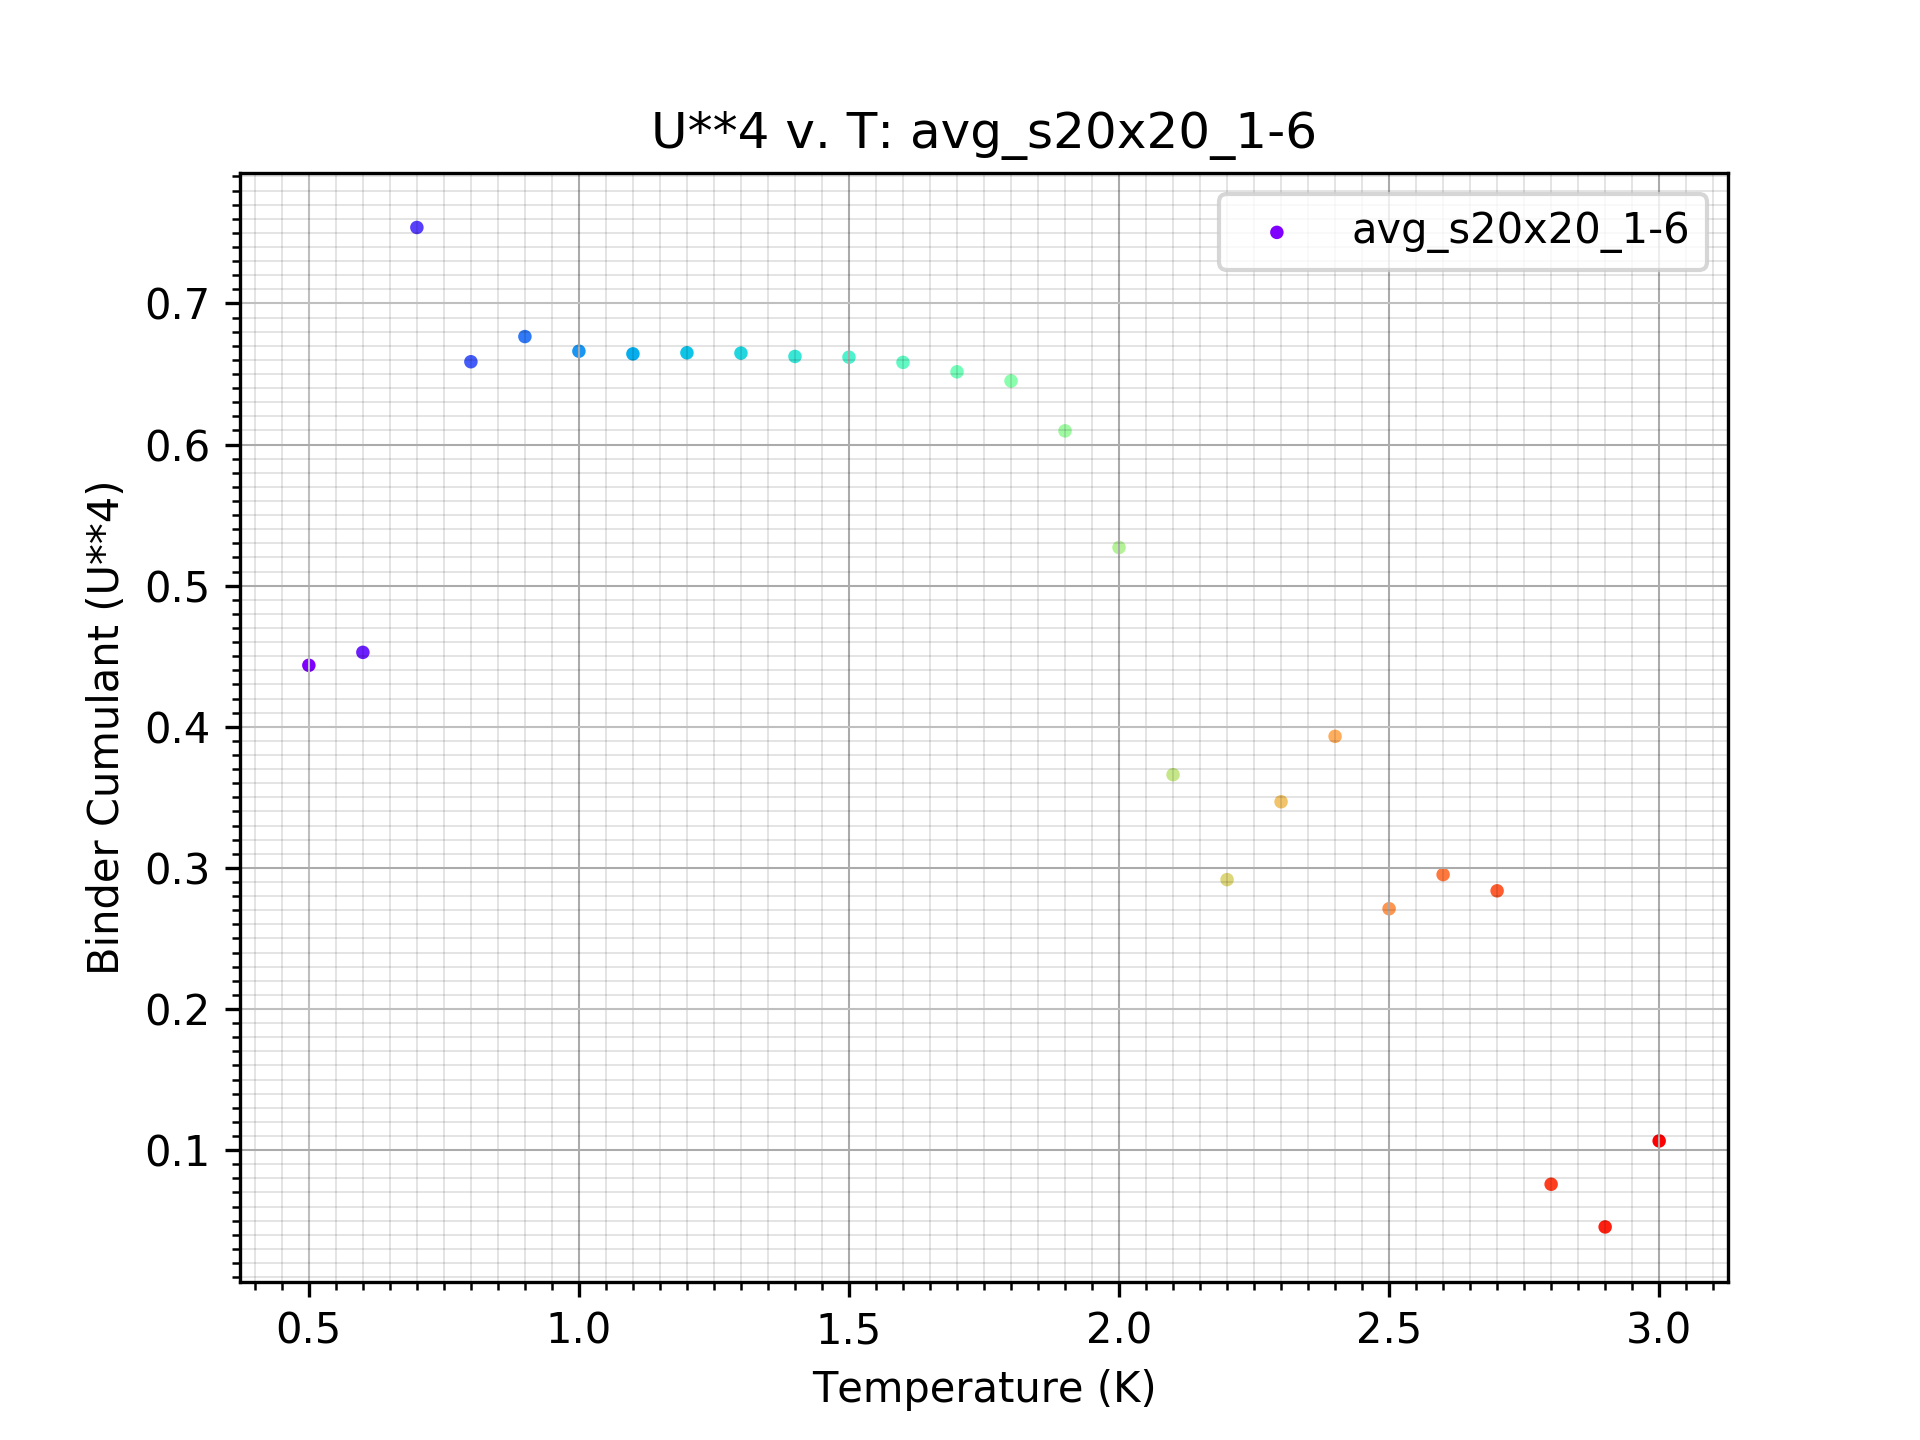 U**4 v. T: avg_s20x20_1-6
avg_s20x20_1-6
Binder Cumulant (U**4)
0.7
0.6
0.5
0.4
0.3
0.2
0.1
0.5 1.0 1.5 2.0 2.5 3.0
Temperature (K)